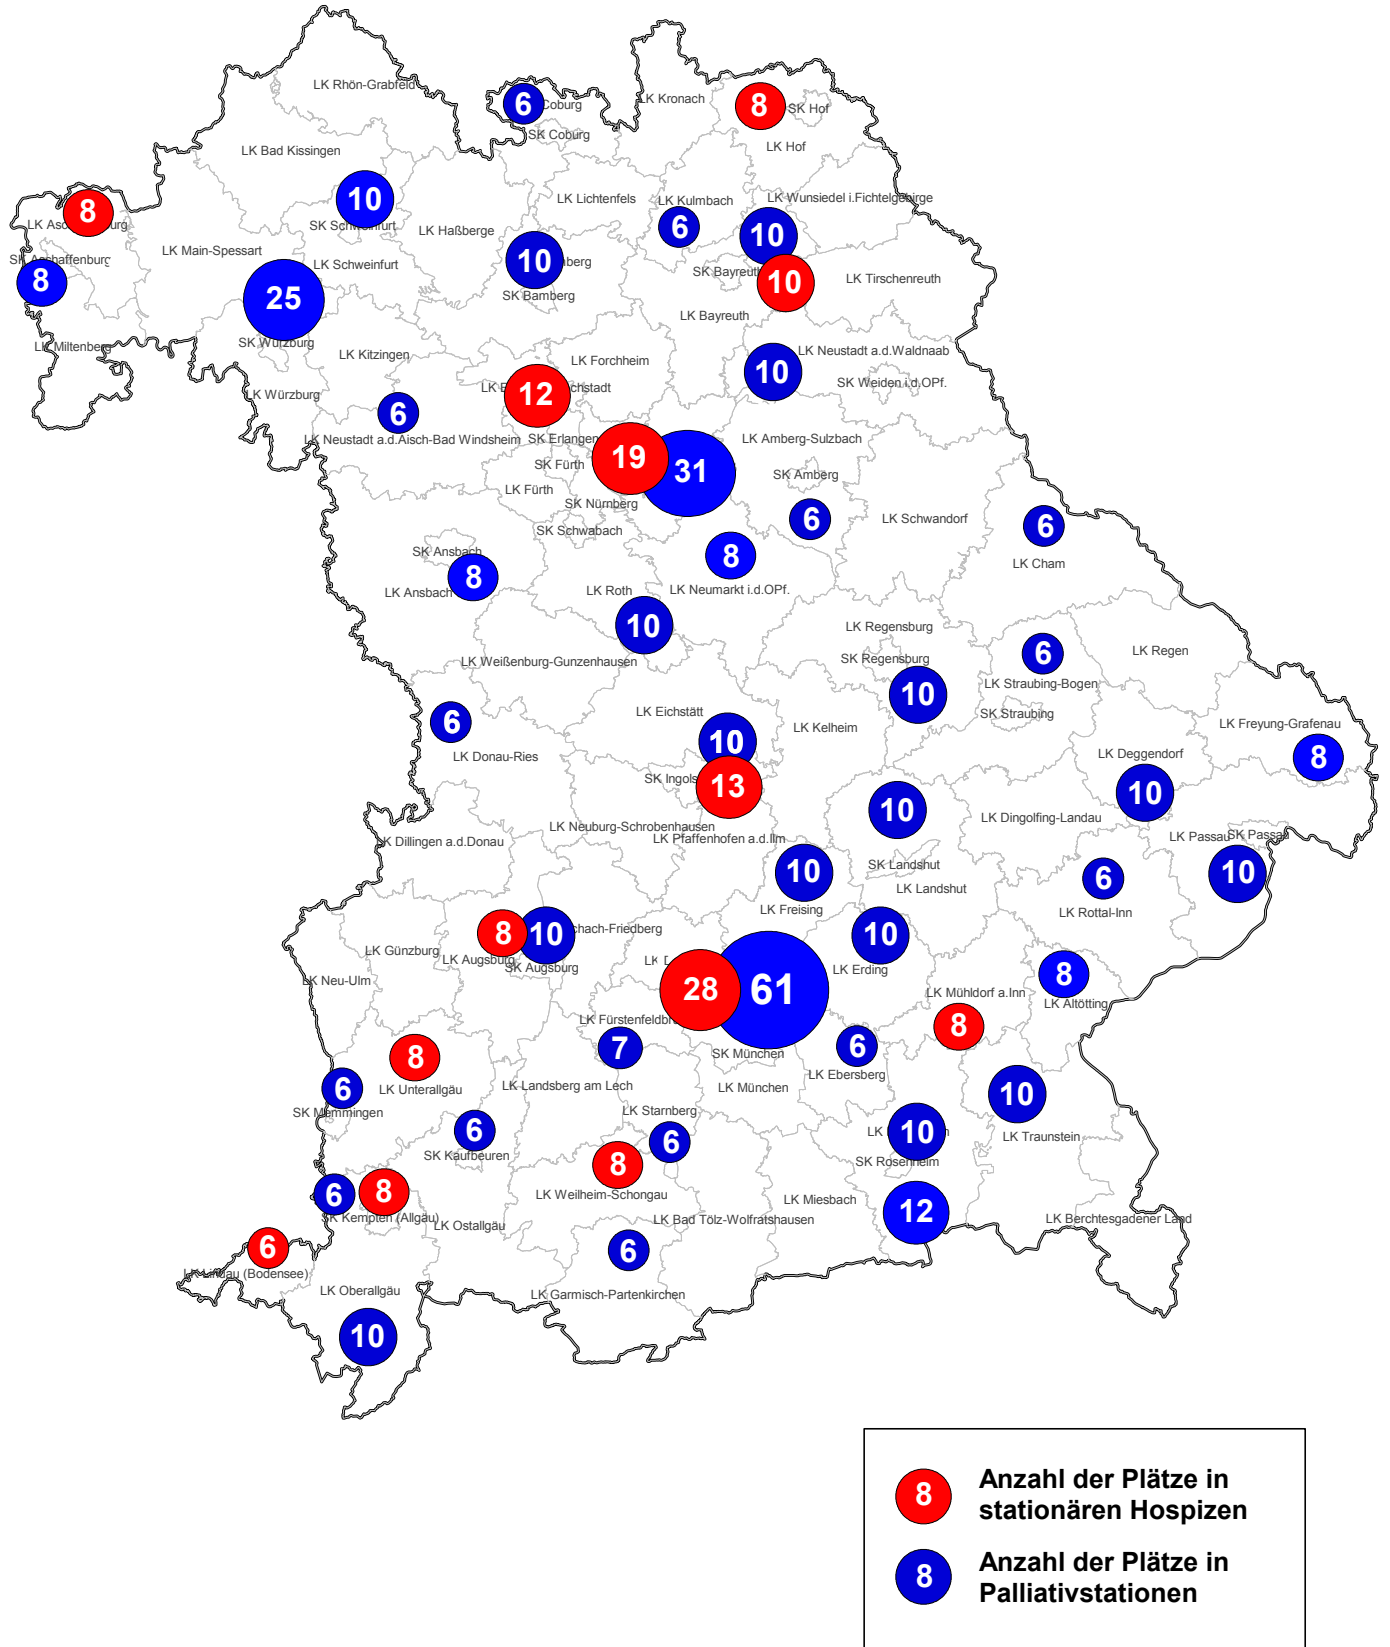 LK Rhön-Grabfeld
6
Coburg
SK Coburg
LK Kronach
8
SK Hof
LK Hof
LK Bad Kissingen
10
SK Schweinfurt
LK Haßberge
LK Lichtenfels
LK Kulmbach
6
LK Wunsiedel i.Fichtelgebirge
10
8
LK Main-Spessart
LK Schweinfurt
10
SK Bamberg
SK Bayreuth
10
LK Tirschenreuth
LK Bayreuth
SK Aschaffenburg
8
25
SK Würzburg
LK Miltenberg
LK Kitzingen
LK Forchheim
LK Neustadt a.d.Waldnaab
10
SK Weiden i.d.OPf.
LK Würzburg
6
LK Neustadt a.d.Aisch-Bad Windsheim
12
SK Erlangen
19
31
LK Amberg-Sulzbach
SK Fürth
SK Amberg
LK Fürth
SK Nürnberg
6
LK Schwandorf
SK Schwabach
6
LK Cham
SK Ansbach
8
LK Ansbach
8
LK Neumarkt i.d.OPf.
LK Roth
10
LK Regensburg
SK Regensburg
10
6
LK Straubing-Bogen
SK Straubing
LK Regen
LK Weißenburg-Gunzenhausen
LK Eichstätt
LK Kelheim
LK Freyung-Grafenau
8
6
LK Donau-Ries
10
SK Ingols
13
LK Deggendorf
10
LK Neuburg-Schrobenhausen
LK Pfaffenhofen a.d.Ilm
10
LK Dingolfing-Landau
LK Dillingen a.d.Donau
LK Passau
SK Passau
10
10
LK Freising
SK Landshut
LK Landshut
6
LK Rottal-Inn
LK Günzburg
8
10
chach-Friedberg
LK Augsburg
SK Augsburg
10
LK Erding
LK Neu-Ulm
28
61
8
LK Altötting
LK Mühldorf a.Inn
8
LK Fürstenfeldbr
7
SK München
6
LK Ebersberg
8
LK Unterallgäu
LK Landsberg am Lech
LK München
6
SK Memmingen
10
LK Traunstein
6
SK Kaufbeuren
LK Starnberg
6
10
SK Rosenheim
8
LK Weilheim-Schongau
6
8
SK Kempten (Allgäu)
LK Ostallgäu
LK Miesbach
12
LK Bad Tölz-Wolfratshausen
LK Berchtesgadener Land
6
LK Lindau (Bodensee)
6
LK Oberallgäu
LK Garmisch-Partenkirchen
10
8
Anzahl der Plätze in
stationären Hospizen
8
Anzahl der Plätze in
Palliativstationen